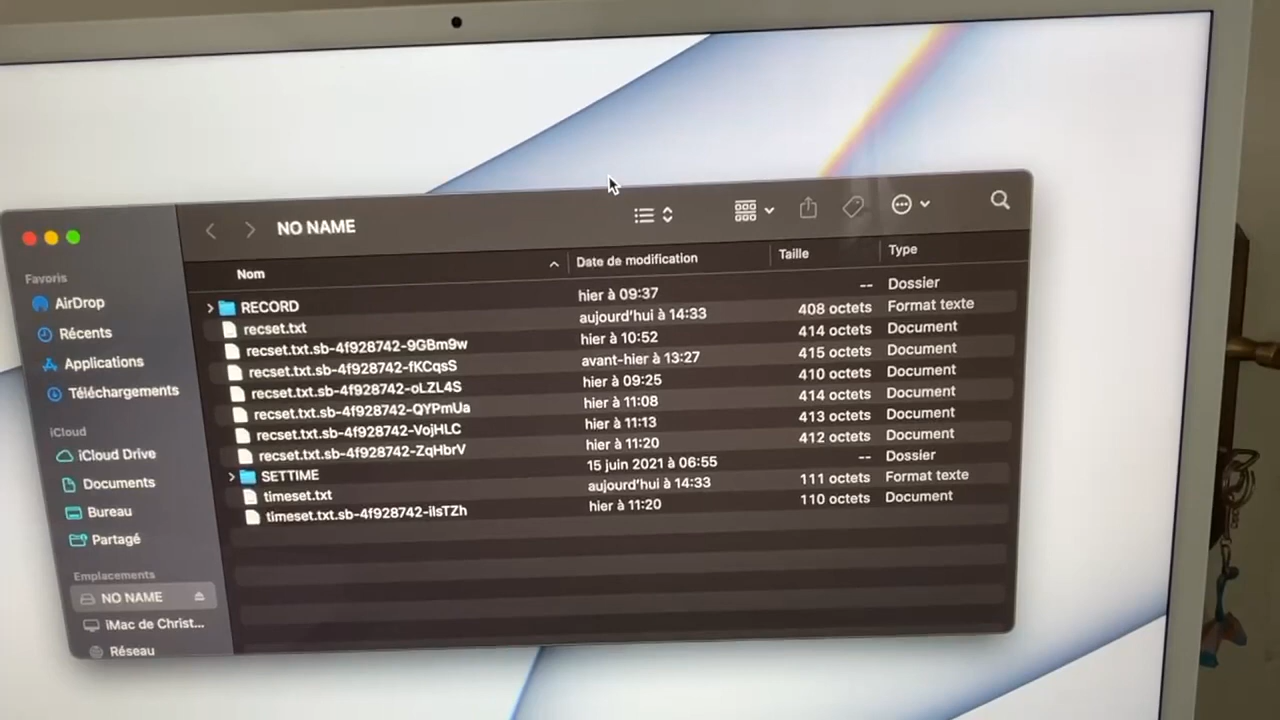 NO NAME
Favoris
AirDrop
Récents
Applications
Téléchargements
iCloud
iCloud Drive
Documents
Bureau
Partagé
Emplacements
NO NAME
iMac de Christ...
Réseau
Nom Date de modification Taille Type
RECORD hier à 09:37 -- Dossier
recset.txt aujourd'hui à 14:33 408 octets Format texte
recset.txt.sb-4f928742-9GBm9w hier à 10:52 414 octets Document
recset.txt.sb-4f928742-fKCqsS avant-hier à 13:27 415 octets Document
recset.txt.sb-4f928742-oLZL4S hier à 09:25 410 octets Document
recset.txt.sb-4f928742-QYPmUa hier à 11:08 414 octets Document
recset.txt.sb-4f928742-VojHLC hier à 11:13 413 octets Document
recset.txt.sb-4f928742-ZqHbrV hier à 11:20 412 octets Document
SETTIME 15 juin 2021 à 06:55 -- Dossier
timeset.txt aujourd'hui à 14:33 111 octets Format texte
timeset.txt.sb-4f928742-iIsTZh hier à 11:20 110 octets Document